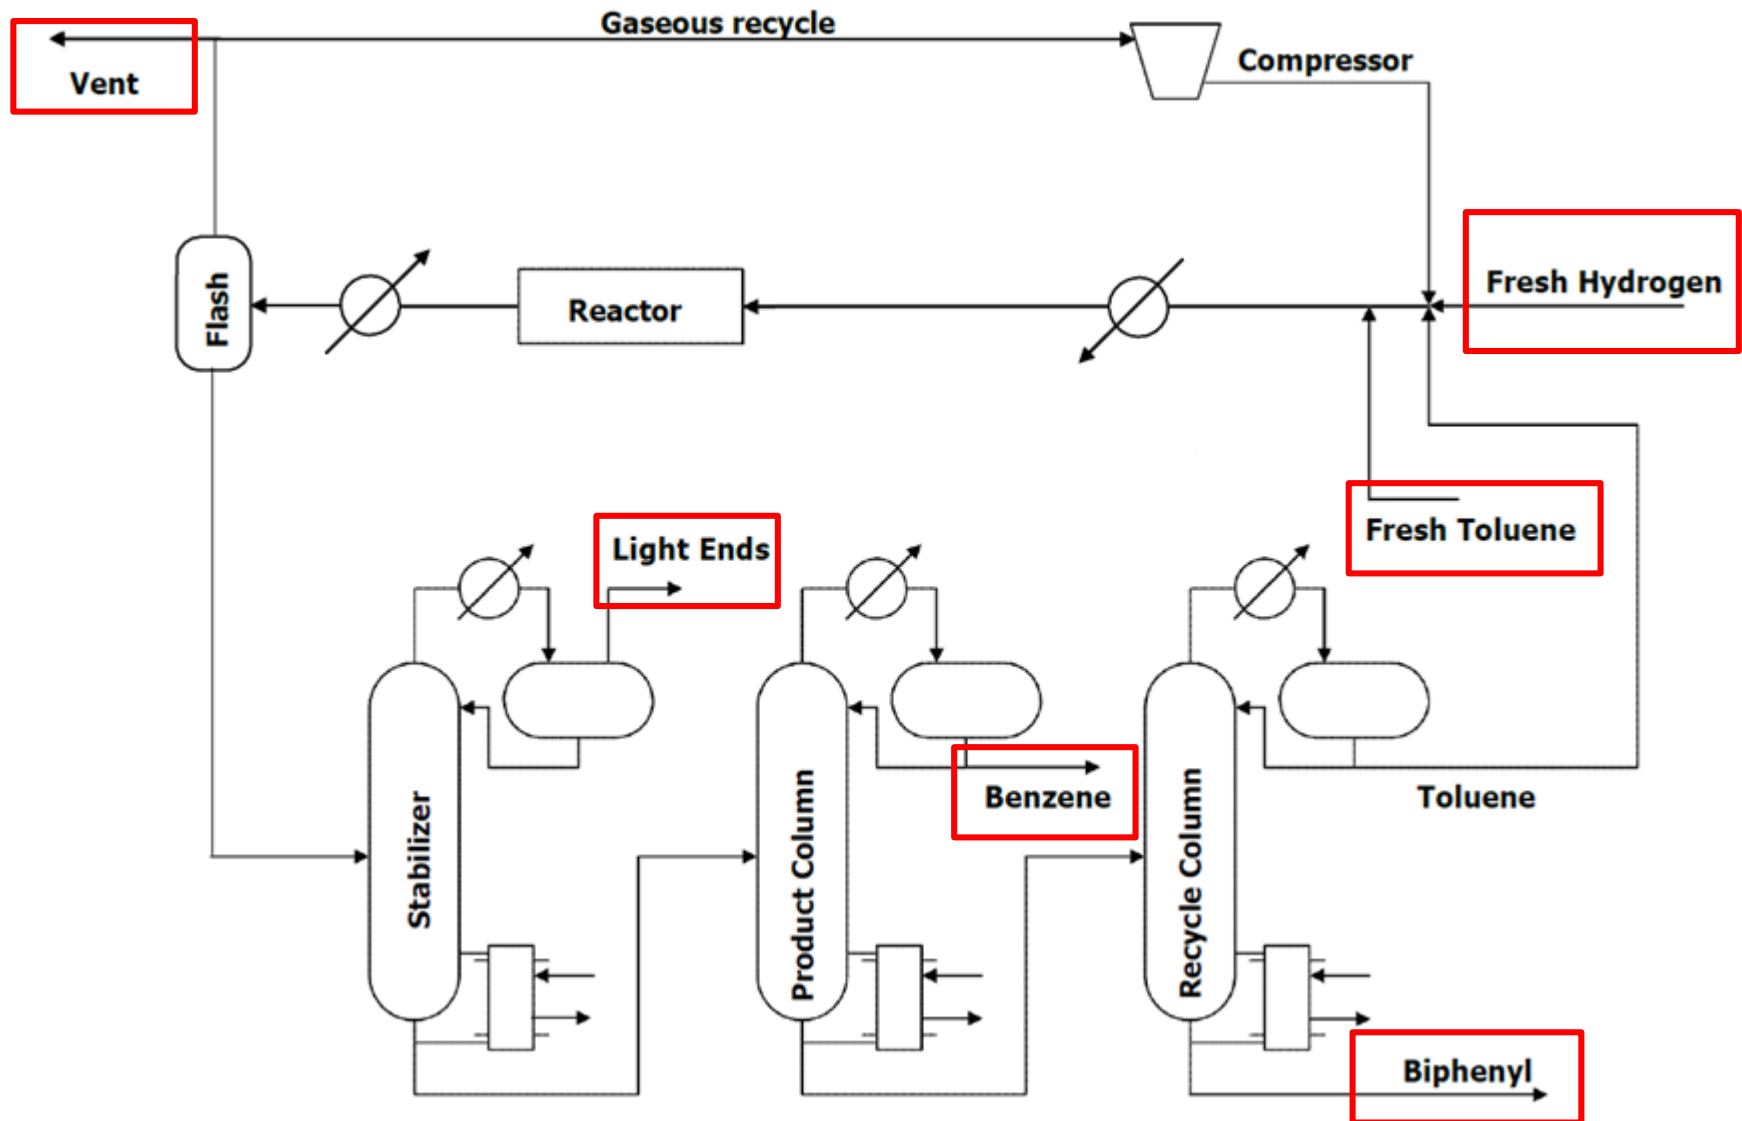 Gaseous recycle
Compressor
Vent
Fresh Hydrogen
Flash
Reactor
Fresh Toluene
Light Ends
Benzene
Toluene
Stabilizer
Product Column
Recycle Column
Biphenyl